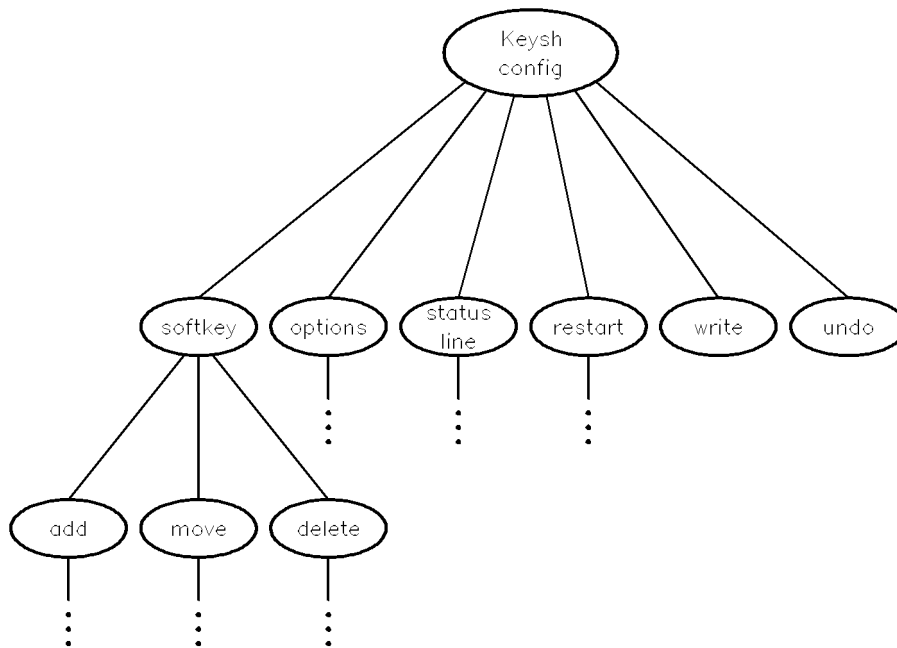 Keysh
config
softkey
options
status
line
restart
write
undo
add
move
delete